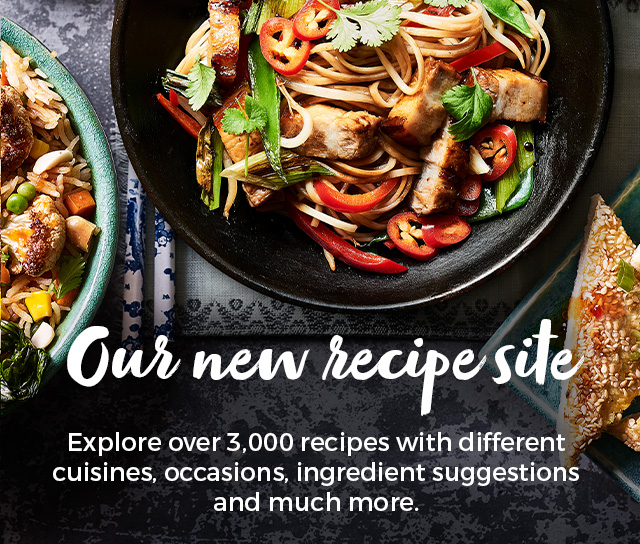 Our new recipe site
Explore over 3,000 recipes with different
cuisines, occasions, ingredient suggestions
and much more.